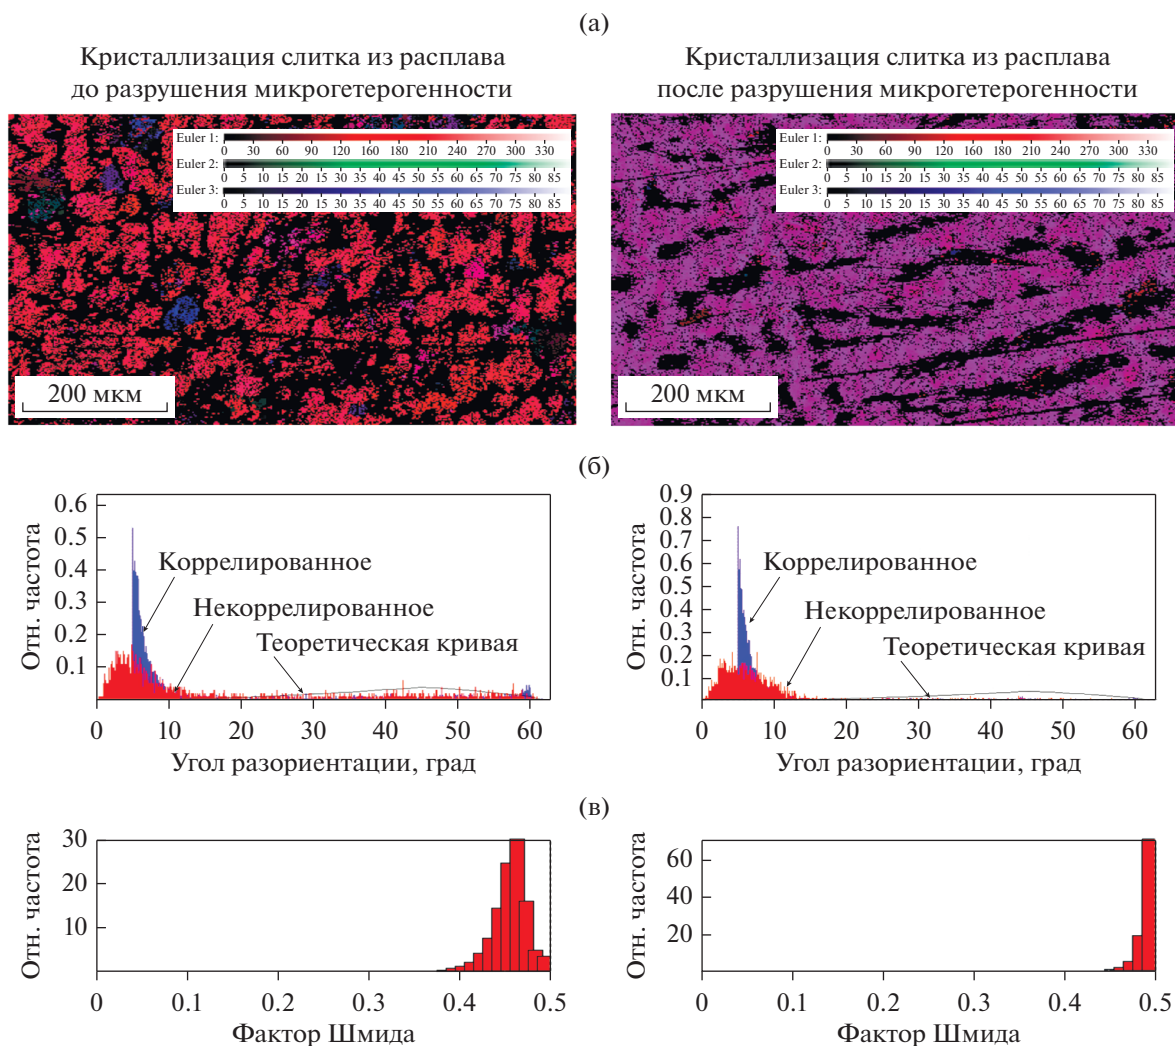 (а)
Кристаллизация слитка из расплава
до разрушения микрогетерогенности
Кристаллизация слитка из расплава
после разрушения микрогетерогенности
Euler 1:
0 30 60 90 120 160 180 210 240 300 330
Euler 2:
0 5 10 15 20 25 30 35 40 45 50 55 60 65 70 75 80 85
Euler 3:
0 5 10 15 20 25 30 35 40 45 50 55 60 65 70 75 80 85
200 мкм
Euler 1:
0 30 60 90 120 160 180 210 240 300 330
Euler 2:
0 5 10 15 20 25 30 35 40 45 50 55 60 65 70 75 80 85
Euler 3:
0 5 10 15 20 25 30 35 40 45 50 55 60 65 70 75 80 85
200 мкм
(б)
Отн. частота
0.6
0.5
0.4
0.3
0.2
0.1
Коррелированное
Некоррелированное
Теоретическая кривая
0 10 20 30 40 50 60
Угол разориентации, град
Отн. частота
0.9
0.8
0.7
0.6
0.5
0.4
0.3
0.2
0.1
Коррелированное
Некоррелированное
Теоретическая кривая
0 10 20 30 40 50 60
Угол разориентации, град
(в)
Отн. частота
30
20
10
0 0.1 0.2 0.3 0.4 0.5
Фактор Шмида
Отн. частота
60
40
20
0 0.1 0.2 0.3 0.4 0.5
Фактор Шмида